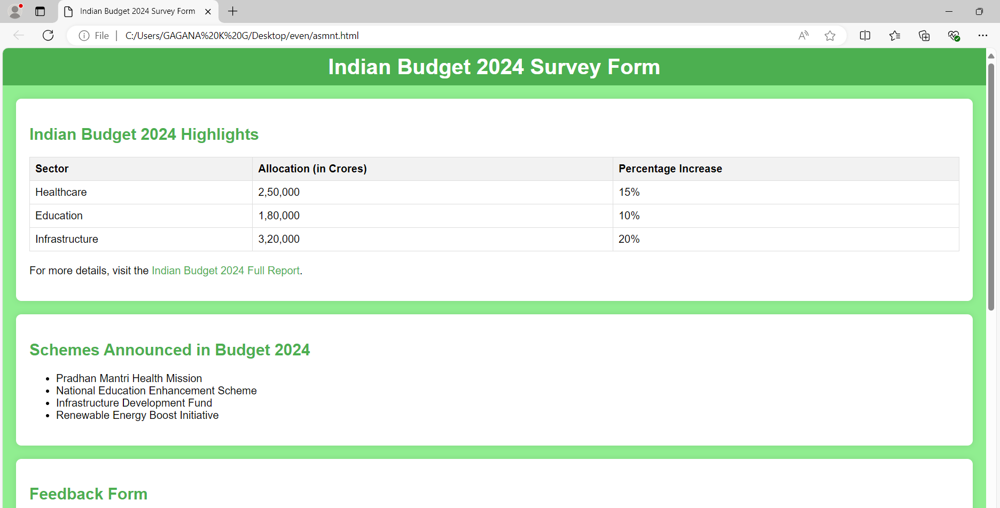 Indian Budget 2024 Survey Form
File
C:/Users/GAGANA%20K%20G/Desktop/even/asmnt.html
Indian Budget 2024 Survey Form
Indian Budget 2024 Highlights
Sector Allocation (in Crores) Percentage Increase
Healthcare 2,50,000 15%
Education 1,80,000 10%
Infrastructure 3,20,000 20%
For more details, visit the Indian Budget 2024 Full Report.
Schemes Announced in Budget 2024
• Pradhan Mantri Health Mission
• National Education Enhancement Scheme
• Infrastructure Development Fund
• Renewable Energy Boost Initiative
Feedback Form